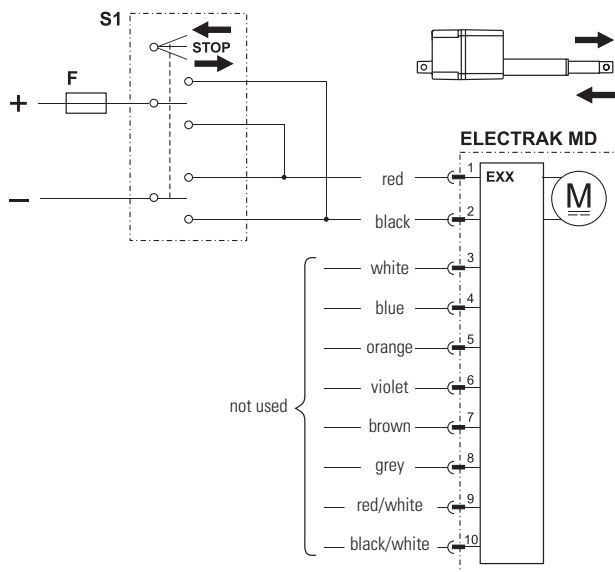 S1
STOP
F
+
–
ELECTRAK MD
EXX
M
red 1
black 2
white 3
blue 4
orange 5
violet 6
brown 7
grey 8
red/white 9
black/white 10
not used